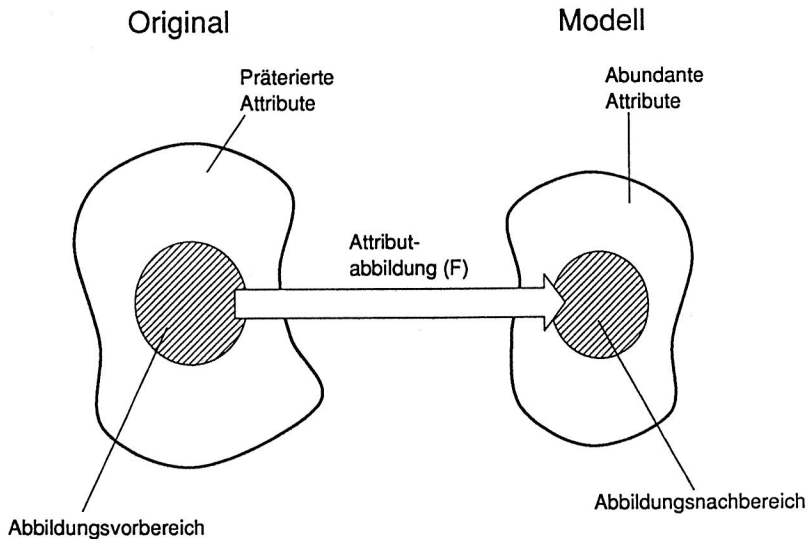 Original
Modell
Präterierte
Attribute
Abundante
Attribute
Attribut-
abbildung (F)
Abbildungsvorbereich
Abbildungsnachbereich